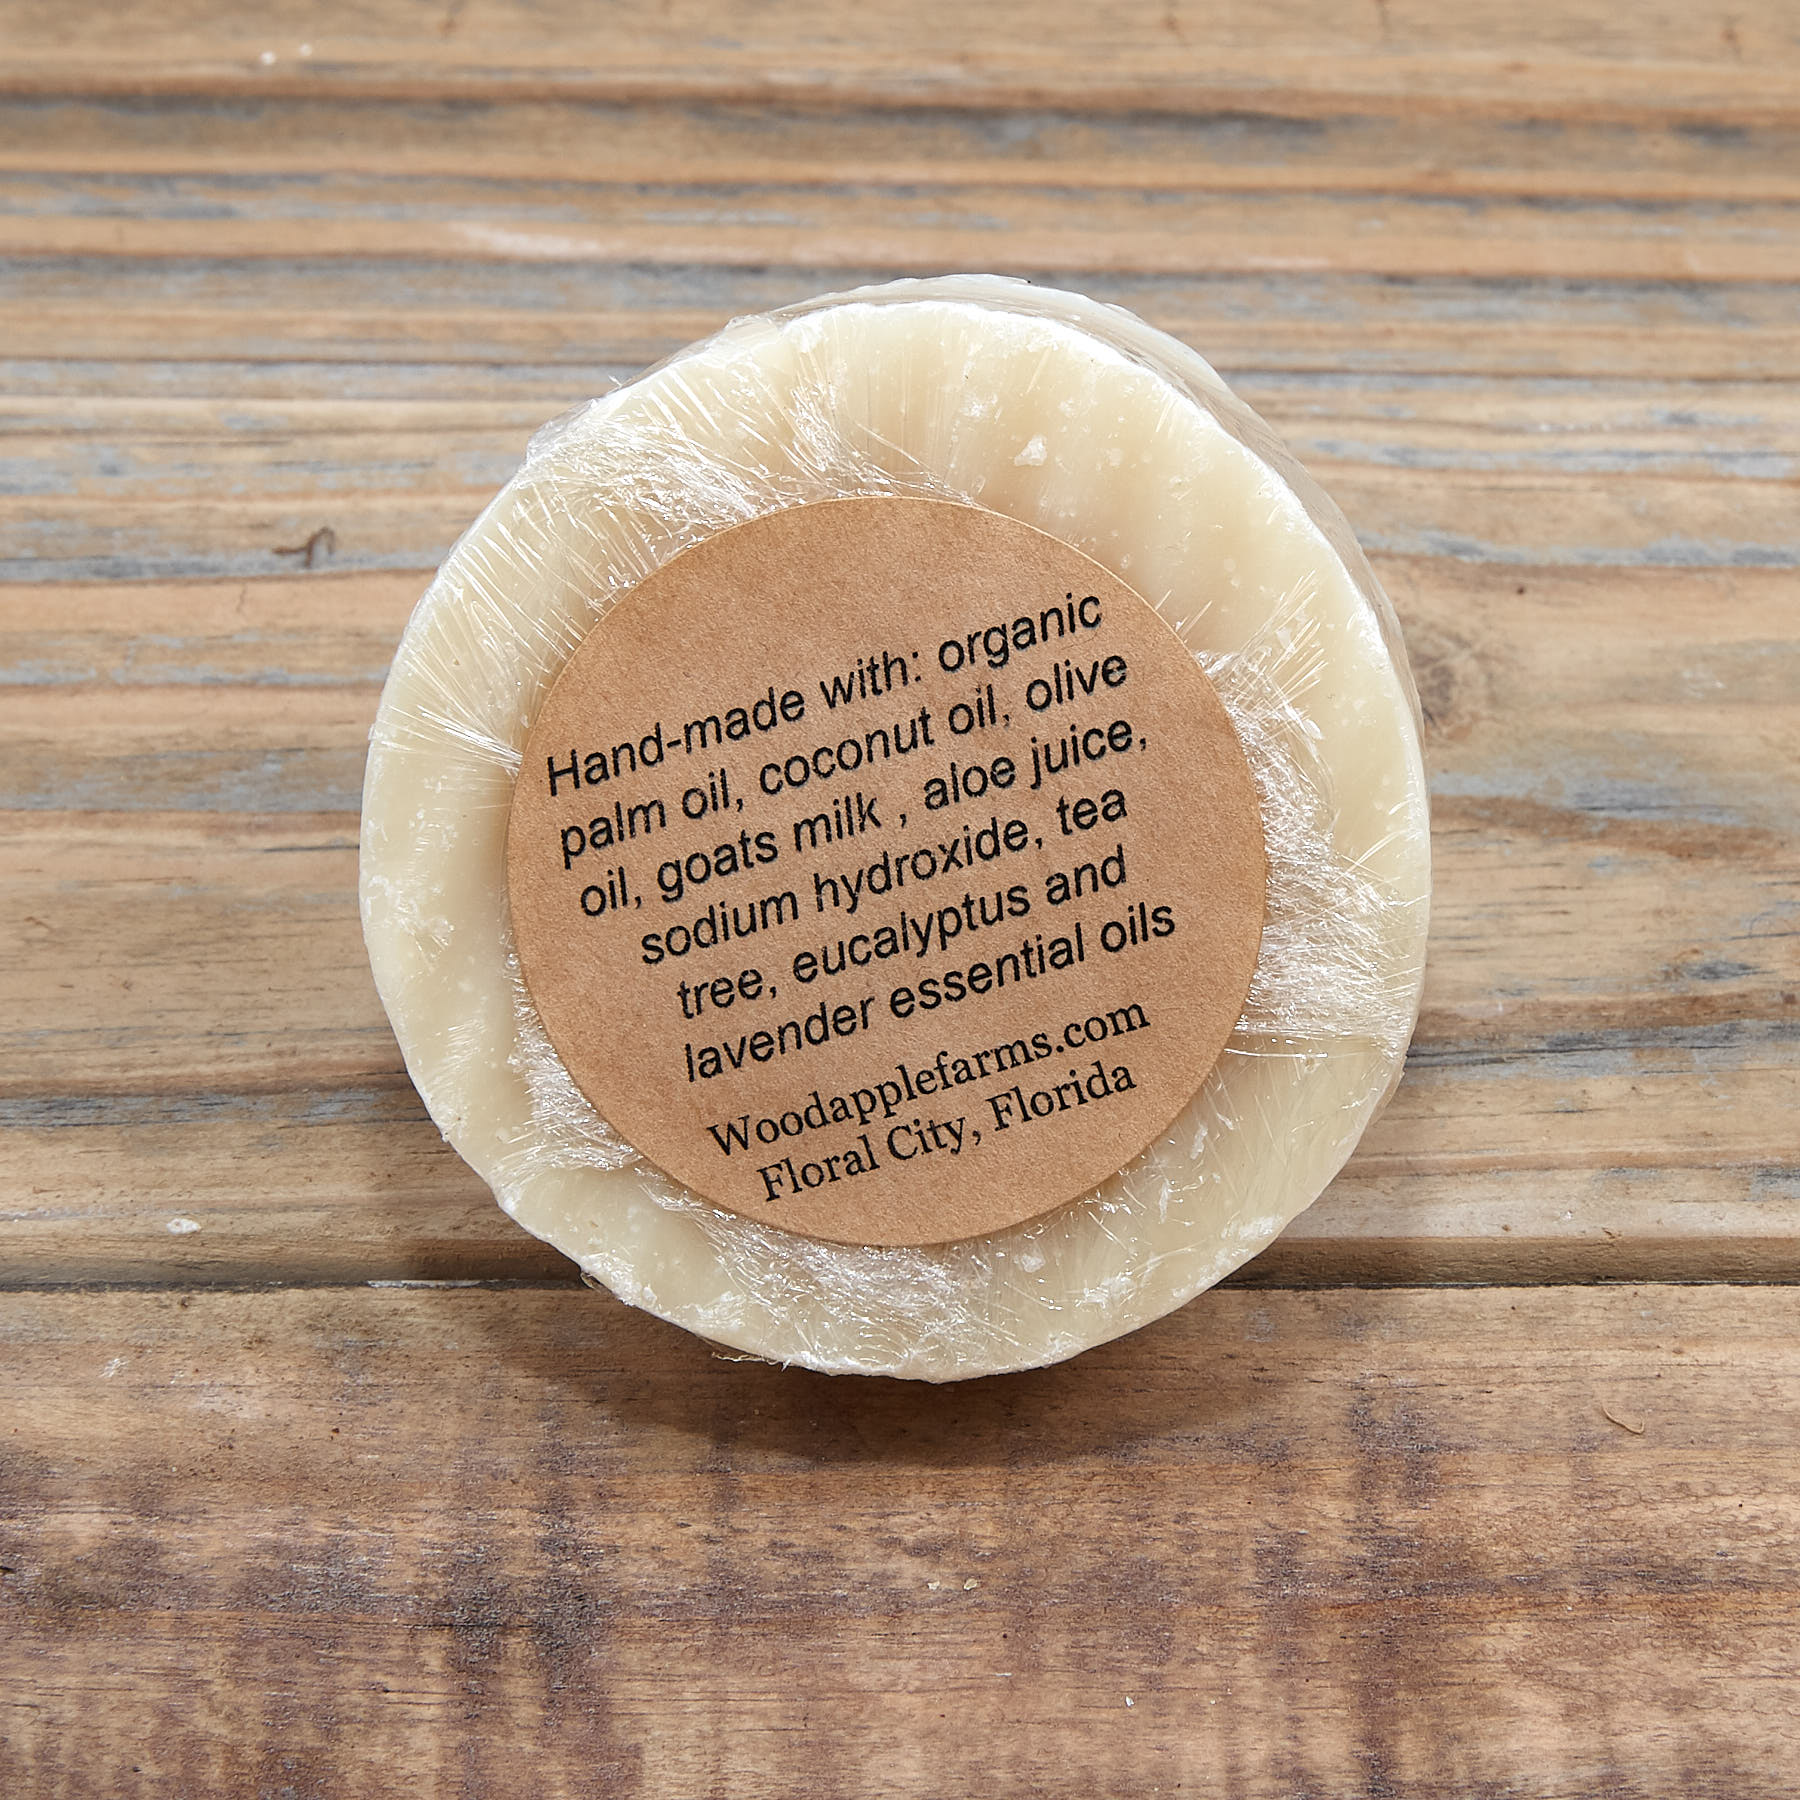 Hand-made with: organic
palm oil, coconut oil, olive
oil, goats milk , aloe juice,
sodium hydroxide, tea
tree, eucalyptus and
lavender essential oils
Woodapplefarms.com
Floral City, Florida